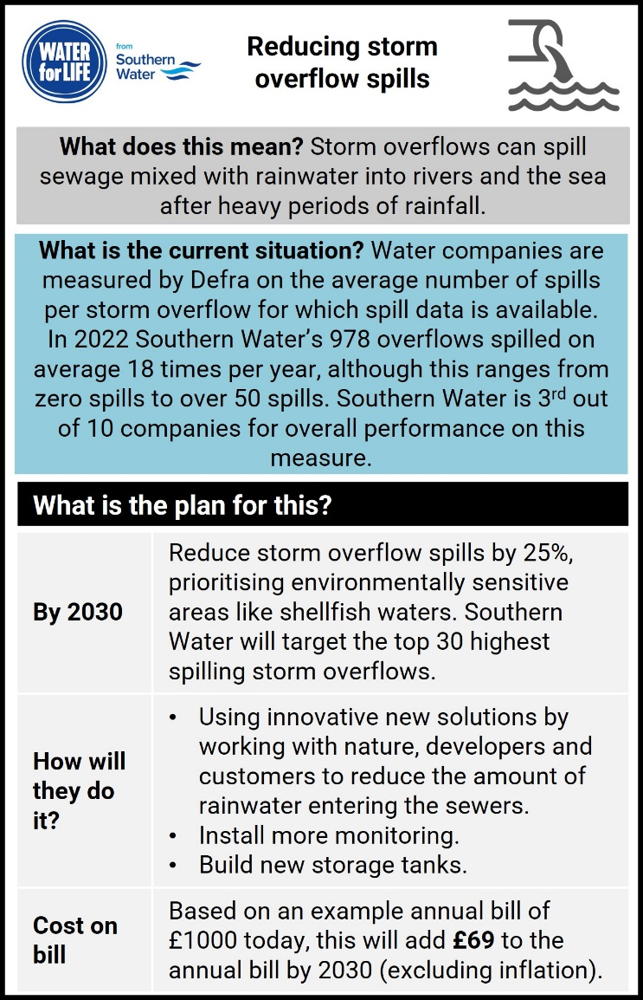 WATER
for LIFE
from
Southern
Water
Reducing storm
overflow spills
What does this mean? Storm overflows can spill
sewage mixed with rainwater into rivers and the sea
after heavy periods of rainfall.
What is the current situation? Water companies are
measured by Defra on the average number of spills
per storm overflow for which spill data is available.
In 2022 Southern Water’s 978 overflows spilled on
average 18 times per year, although this ranges from
zero spills to over 50 spills. Southern Water is 3rd out
of 10 companies for overall performance on this
measure.
What is the plan for this?
By 2030
Reduce storm overflow spills by 25%,
prioritising environmentally sensitive
areas like shellfish waters. Southern
Water will target the top 30 highest
spilling storm overflows.
How will
they do
it?
• Using innovative new solutions by
working with nature, developers and
customers to reduce the amount of
rainwater entering the sewers.
• Install more monitoring.
• Build new storage tanks.
Cost on
bill
Based on an example annual bill of
£1000 today, this will add £69 to the
annual bill by 2030 (excluding inflation).